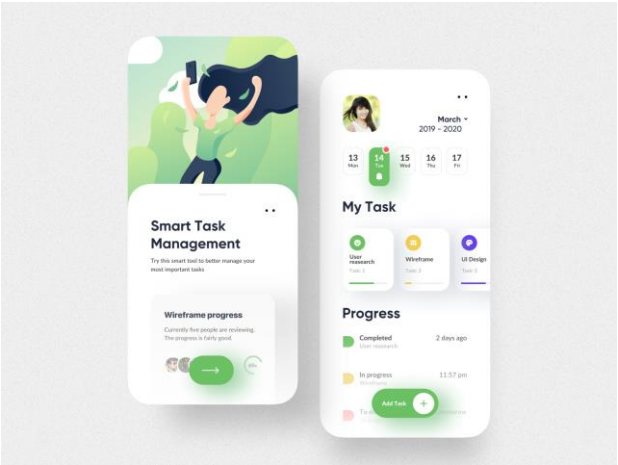 Smart Task
Management
Try this smart tool to better manage your
most important tasks
Wireframe progress
Currently five people are reviewing.
The progress is fairly good.
March
2019 - 2020
13
Mon
14
Tue
15
Wed
16
Thu
17
Fri
My Task
User
reasearch
Wireframe
UI Design
Progress
Completed
2 days ago
User research
In progress
11:57 pm
Wireframe
Add Task
+